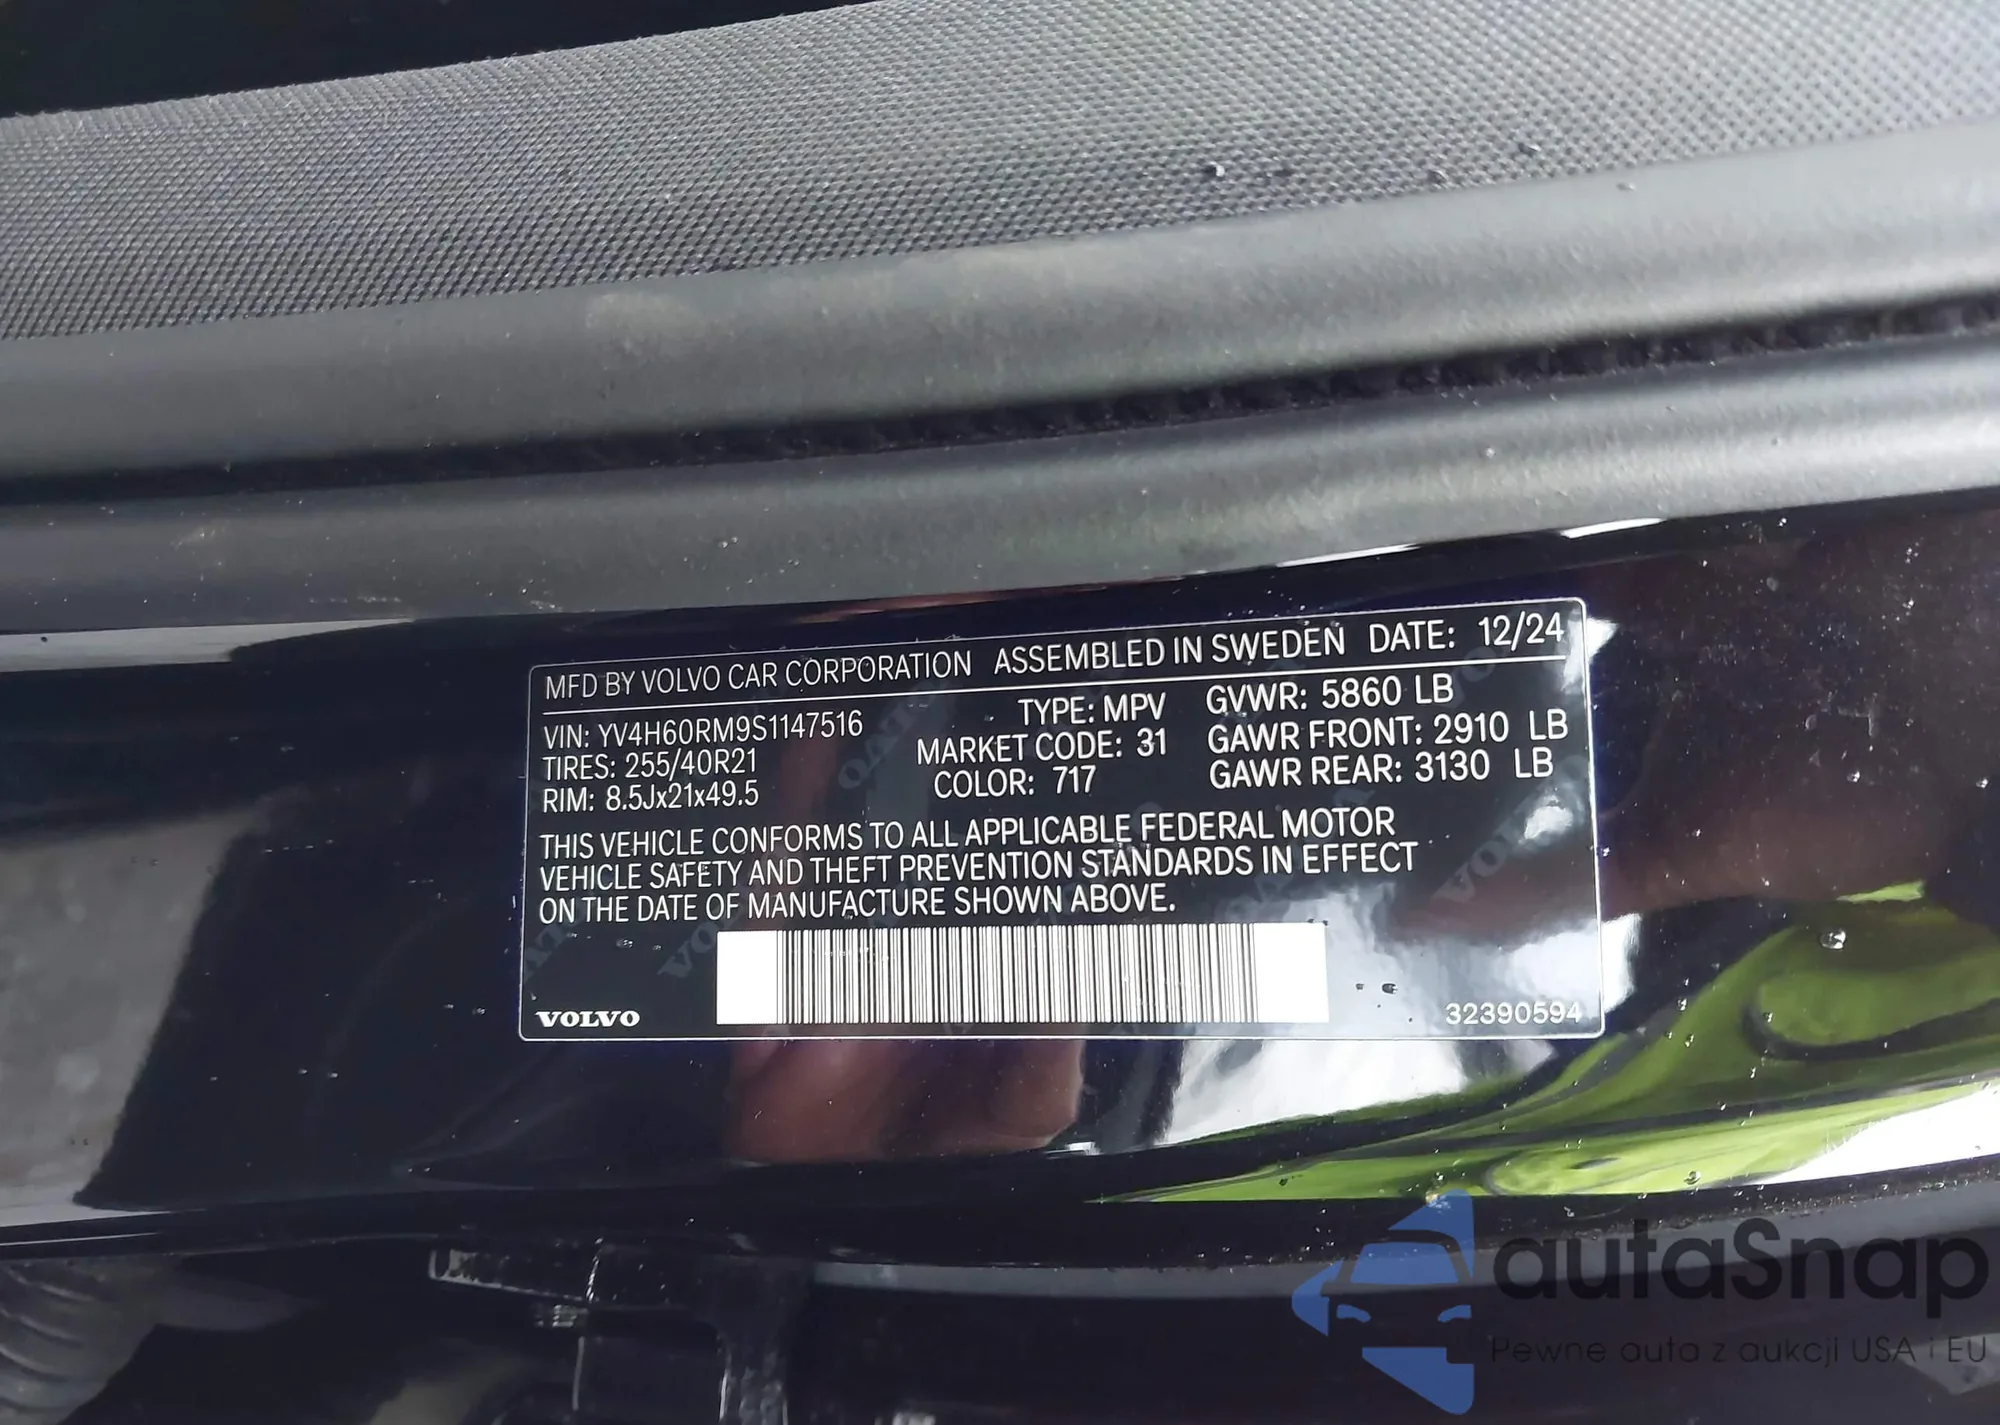 MFD BY VOLVO CAR CORPORATION ASSEMBLED IN SWEDEN DATE: 12/24
VIN: YV4H60RM9S1147516 TYPE: MPV GVWR: 5860 LB
TIRES: 255/40R21 MARKET CODE: 31 GAWR FRONT: 2910 LB
RIM: 8.5Jx21x49.5 COLOR: 717 GAWR REAR: 3130 LB
THIS VEHICLE CONFORMS TO ALL APPLICABLE FEDERAL MOTOR
VEHICLE SAFETY AND THEFT PREVENTION STANDARDS IN EFFECT
ON THE DATE OF MANUFACTURE SHOWN ABOVE.
VOLVO 32390594
autaSnap
Pewne auta z aukcji USA i EU